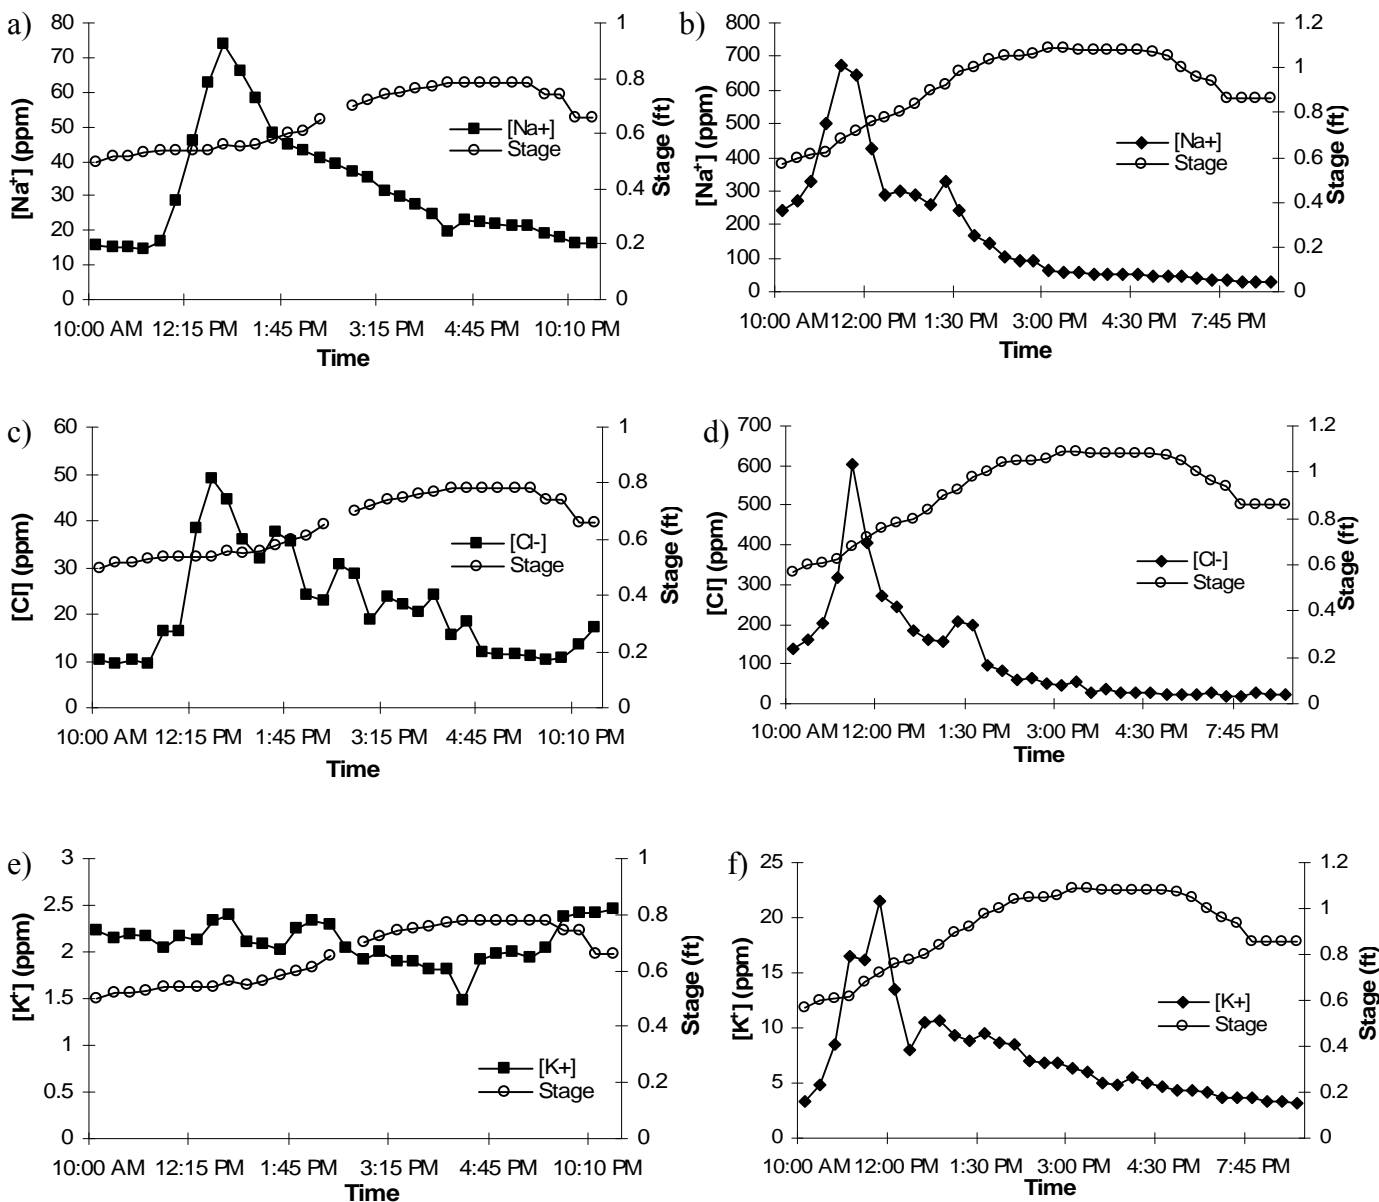 a)
80
70
60
50
40
30
20
10
0
[Na+] (ppm)
1
0.8
0.6
0.4
0.2
0
Stage (ft)
[Na+]
Stage
10:00 AM 12:15 PM 1:45 PM 3:15 PM 4:45 PM 10:10 PM
Time
b)
800
700
600
500
400
300
200
100
0
[Na+] (ppm)
1.2
1
0.8
0.6
0.4
0.2
0
Stage (ft)
[Na+]
Stage
10:00 AM 12:00 PM 1:30 PM 3:00 PM 4:30 PM 7:45 PM
Time
c)
60
50
40
30
20
10
0
[Cl] (ppm)
1
0.8
0.6
0.4
0.2
0
Stage (ft)
[Cl-]
Stage
10:00 AM 12:15 PM 1:45 PM 3:15 PM 4:45 PM 10:10 PM
Time
d)
700
600
500
400
300
200
100
0
[Cl] (ppm)
1.2
1
0.8
0.6
0.4
0.2
0
Stage (ft)
[Cl-]
Stage
10:00 AM 12:00 PM 1:30 PM 3:00 PM 4:30 PM 7:45 PM
Time
e)
3
2.5
2
1.5
1
0.5
0
[K+] (ppm)
1
0.8
0.6
0.4
0.2
0
Stage (ft)
[K+]
Stage
10:00 AM 12:15 PM 1:45 PM 3:15 PM 4:45 PM 10:10 PM
Time
f)
25
20
15
10
5
0
[K+] (ppm)
1.2
1
0.8
0.6
0.4
0.2
0
Stage (ft)
[K+]
Stage
10:00 AM 12:00 PM 1:30 PM 3:00 PM 4:30 PM 7:45 PM
Time